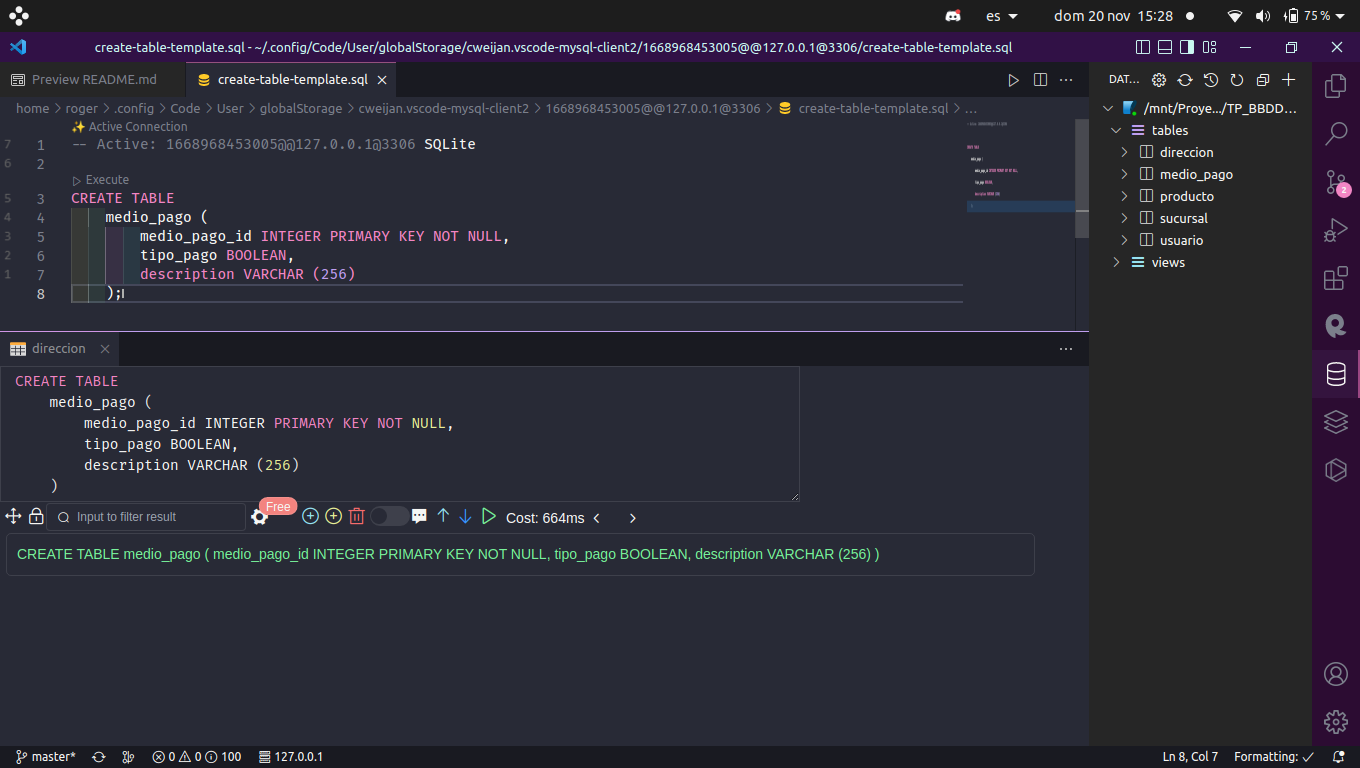 es
dom 20 nov 15:28
75 %
create-table-template.sql - ~/.config/Code/User/globalStorage/cweijan.vscode-mysql-client2/1668968453005@@127.0.0.1@3306/create-table-template.sql
Preview README.md
create-table-template.sql
DAT...
home > roger > .config > Code > User > globalStorage > cweijan.vscode-mysql-client2 > 1668968453005@@127.0.0.1@3306 > create-table-template.sql > ...
/mnt/Proye.../TP_BBDD...
tables
direccion
medio_pago
producto
sucursal
usuario
views
2
✨ Active Connection
7 1 -- Active: 1668968453005@@127.0.0.1@3306 SQLite
6 2
▷ Execute
5 3 CREATE TABLE
4 4 medio_pago (
3 5 medio_pago_id INTEGER PRIMARY KEY NOT NULL,
2 6 tipo_pago BOOLEAN,
1 7 description VARCHAR (256)
8 );
direccion
CREATE TABLE
medio_pago (
medio_pago_id INTEGER PRIMARY KEY NOT NULL,
tipo_pago BOOLEAN,
description VARCHAR (256)
)
Free
Input to filter result
Cost: 664ms
CREATE TABLE medio_pago ( medio_pago_id INTEGER PRIMARY KEY NOT NULL, tipo_pago BOOLEAN, description VARCHAR (256) )
master*
0 0 100
127.0.0.1
Ln 8, Col 7
Formatting: ✓